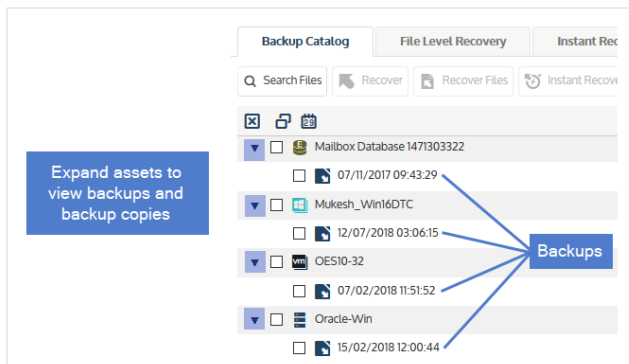 Backup Catalog File Level Recovery Instant Rec
Search Files Recover Recover Files Instant Recove
23
Mailbox Database 1471303322
07/11/2017 09:43:29
Mukesh_Win16DTC
12/07/2018 03:06:15
vm OES10-32
07/02/2018 11:51:52
Oracle-Win
15/02/2018 12:00:44
Expand assets to
view backups and
backup copies
Backups